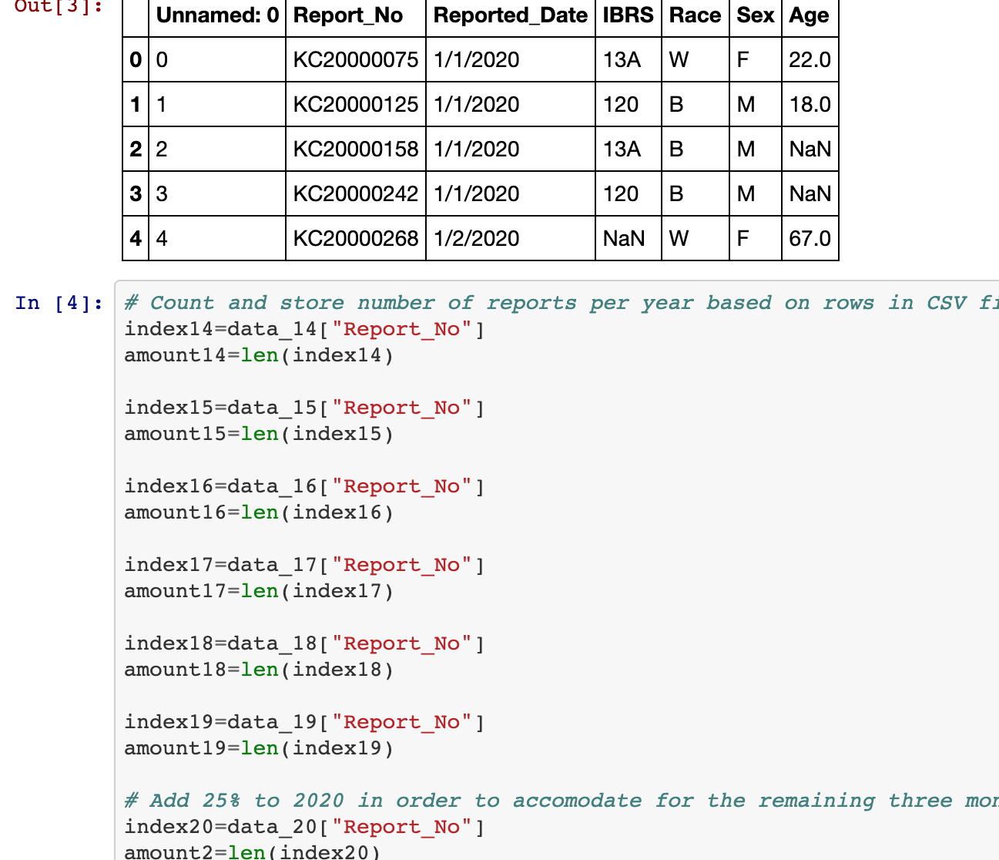 Out[3]:
Unnamed: 0 Report_No Reported_Date IBRS Race Sex Age
0 0 KC20000075 1/1/2020 13A W F 22.0
1 1 KC20000125 1/1/2020 120 B M 18.0
2 2 KC20000158 1/1/2020 13A B M NaN
3 3 KC20000242 1/1/2020 120 B M NaN
4 4 KC20000268 1/2/2020 NaN W F 67.0
In [4]: # Count and store number of reports per year based on rows in CSV fi
index14=data_14["Report_No"]
amount14=len(index14)
index15=data_15["Report_No"]
amount15=len(index15)
index16=data_16["Report_No"]
amount16=len(index16)
index17=data_17["Report_No"]
amount17=len(index17)
index18=data_18["Report_No"]
amount18=len(index18)
index19=data_19["Report_No"]
amount19=len(index19)
# Add 25% to 2020 in order to accomodate for the remaining three mon
index20=data_20["Report_No"]
amount2=len(index20)